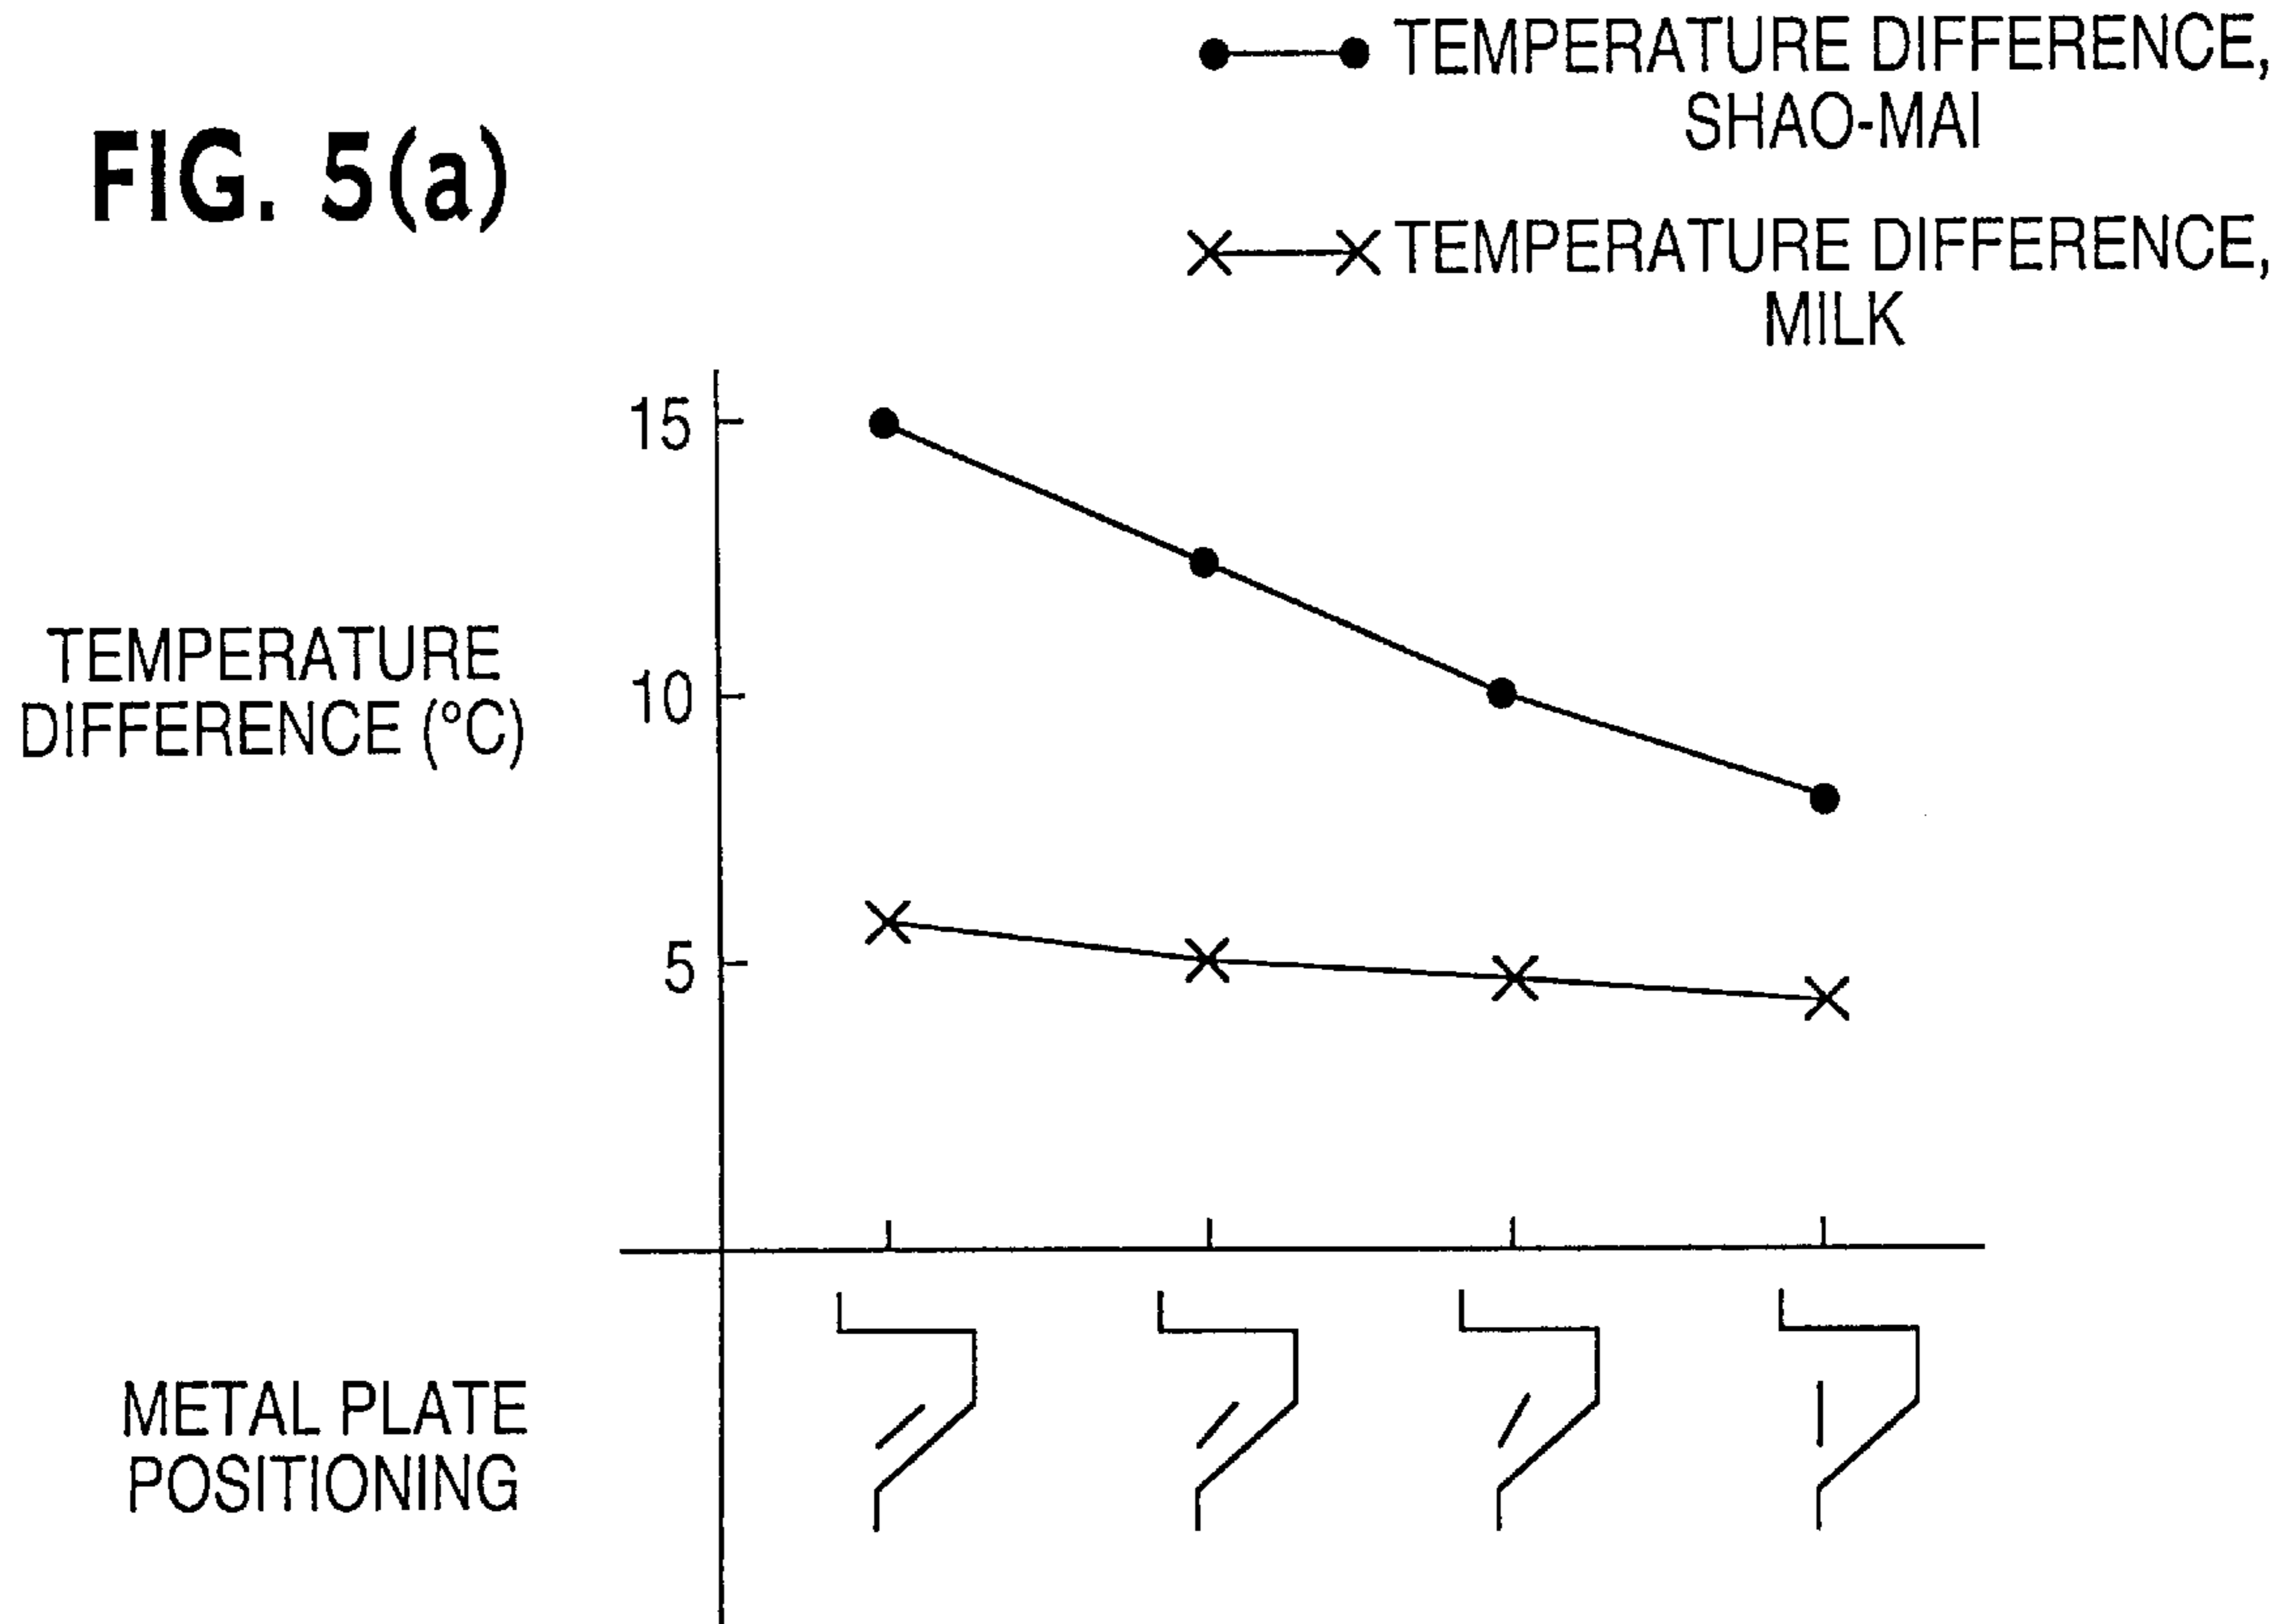 TEMPERATURE DIFFERENCE,
SHAO-MAI
FIG. 5(a)
TEMPERATURE DIFFERENCE,
MILK
15
TEMPERATURE
DIFFERENCE (°C)
10
5
METAL PLATE
POSITIONING